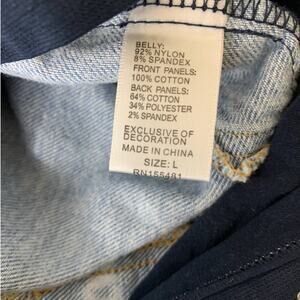 BELLY:
92% NYLON
8% SPANDEX
FRONT PANELS:
100% COTTON
BACK PANELS:
64% COTTON
34% POLYESTER
2% SPANDEX
EXCLUSIVE OF
DECORATION
MADE IN CHINA
SIZE: L
RN155481